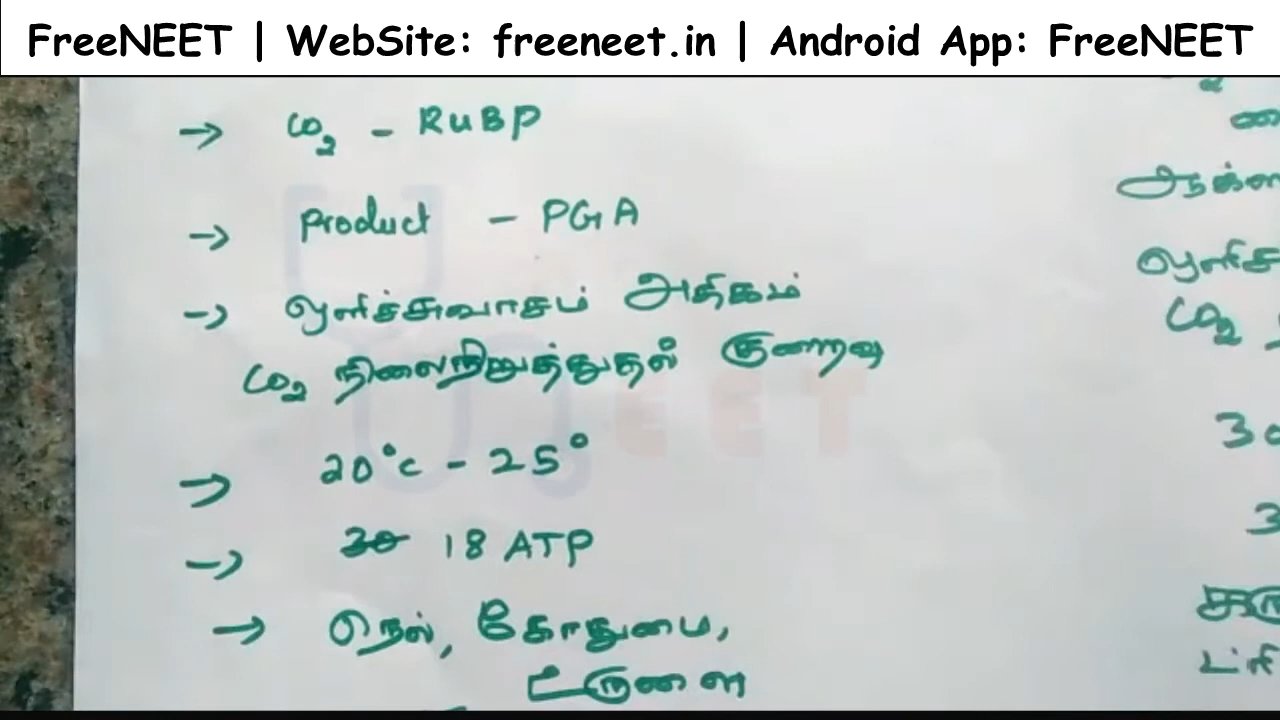 FreeNEET | WebSite: freeneet.in | Android App: FreeNEET
→ CO2 - RuBP
→ Product - PGA
→ ஒளிச்சுவாசம் அதிகம்
CO2 நிலைநிறுத்துதல் குறைவு
→ 20°C - 25°
→ 30 18 ATP
→ நெல், கோதுமை,
உருளை
CO2